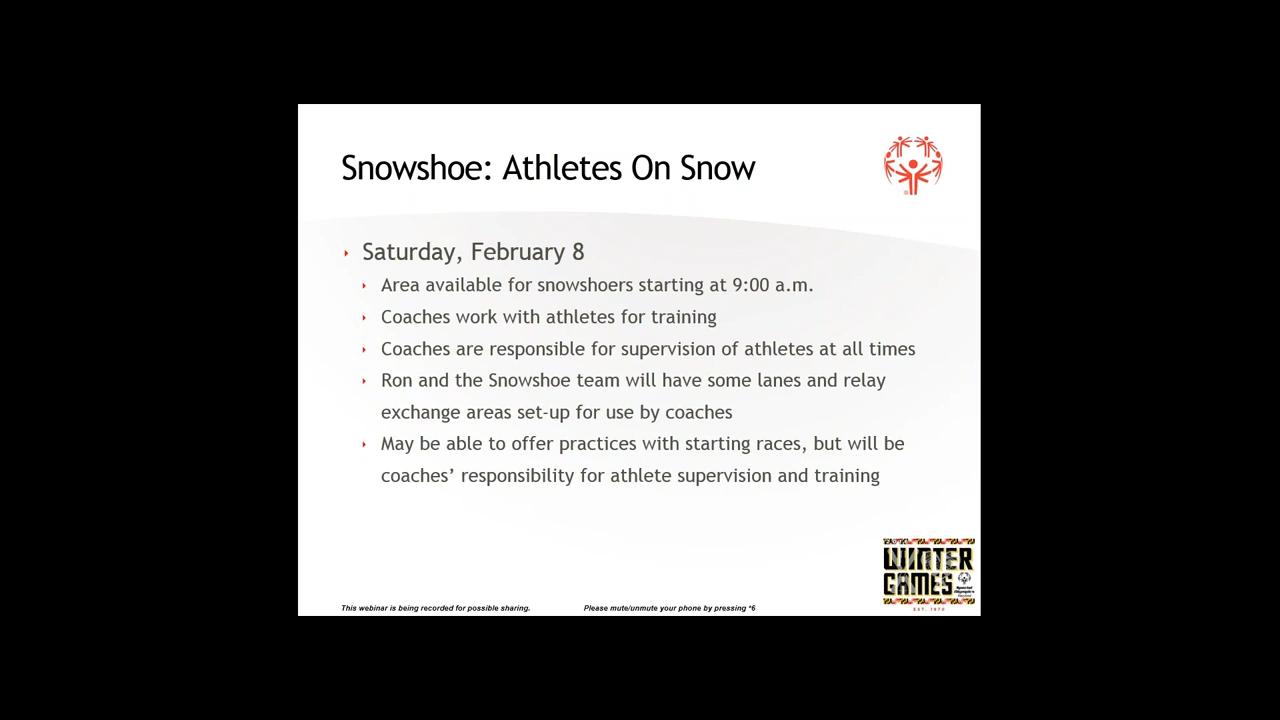 Snowshoe: Athletes On Snow
Saturday, February 8
Area available for snowshoers starting at 9:00 a.m.
Coaches work with athletes for training
Coaches are responsible for supervision of athletes at all times
Ron and the Snowshoe team will have some lanes and relay
exchange areas set-up for use by coaches
May be able to offer practices with starting races, but will be
coaches’ responsibility for athlete supervision and training
WINTER
GAMES
EST. 1970
This webinar is being recorded for possible sharing.
Please mute/unmute your phone by pressing *6